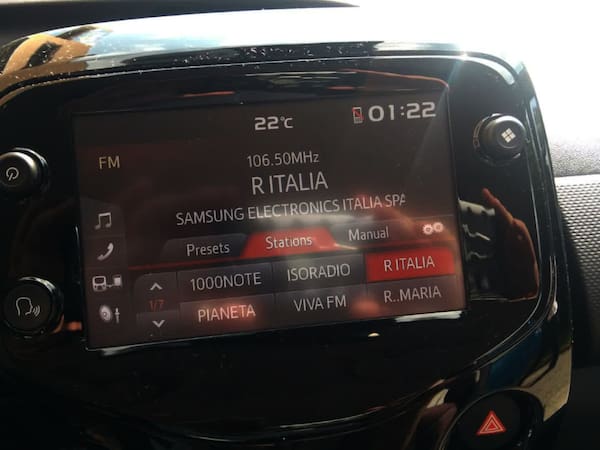 22°C 01:22
FM
106.50MHz
R ITALIA
SAMSUNG ELECTRONICS ITALIA SPA
Presets Stations Manual
1000NOTE ISORADIO R ITALIA
1/7
PIANETA VIVA FM R..MARIA